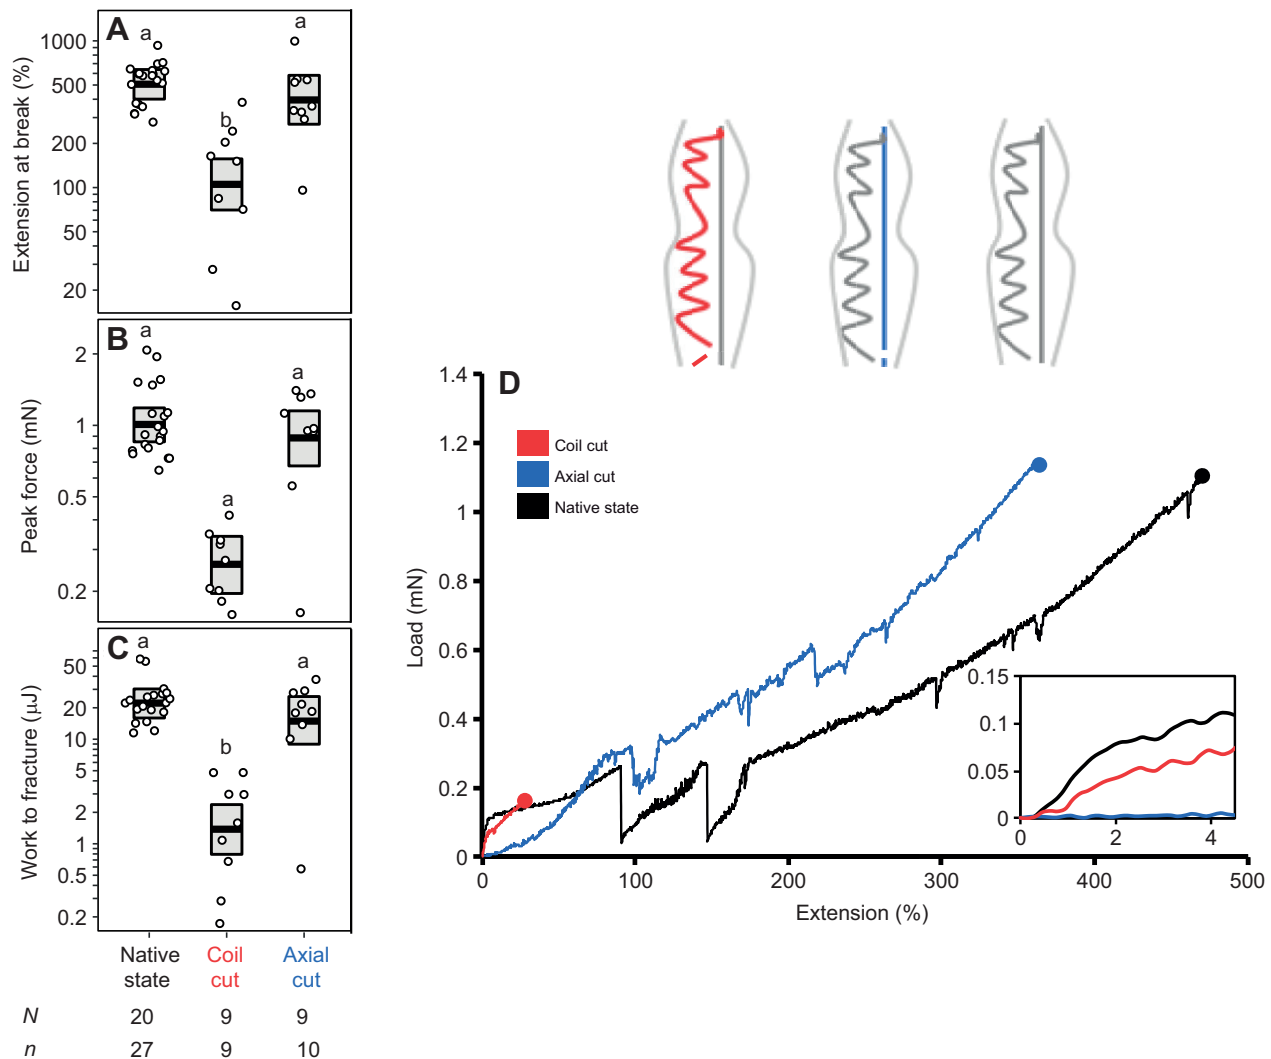 A
a
b
a
Extension at break (%)
1000
500
200
100
50
20
B
a
a
a
Peak force (mN)
2
1
0.5
0.2
C
a
b
a
Work to fracture (μJ)
50
20
10
5
2
1
0.5
0.2
Native state
Coil cut
Axial cut
N 20 9 9
n 27 9 10
D
Coil cut
Axial cut
Native state
Load (mN)
1.4
1.2
1
0.8
0.6
0.4
0.2
0
0 100 200 300 400 500
Extension (%)
0.15
0.1
0.05
0
0 2 4